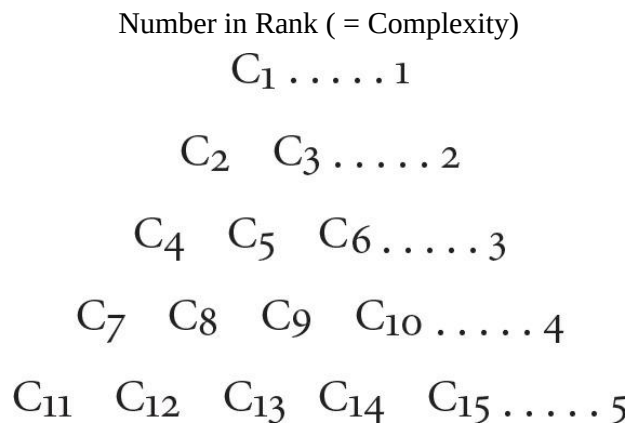 Number in Rank ( = Complexity)
C₁ . . . . . 1
C₂ C₃ . . . . . 2
C₄ C₅ C₆ . . . . . 3
C₇ C₈ C₉ C₁₀ . . . . . 4
C₁₁ C₁₂ C₁₃ C₁₄ C₁₅ . . . . . 5